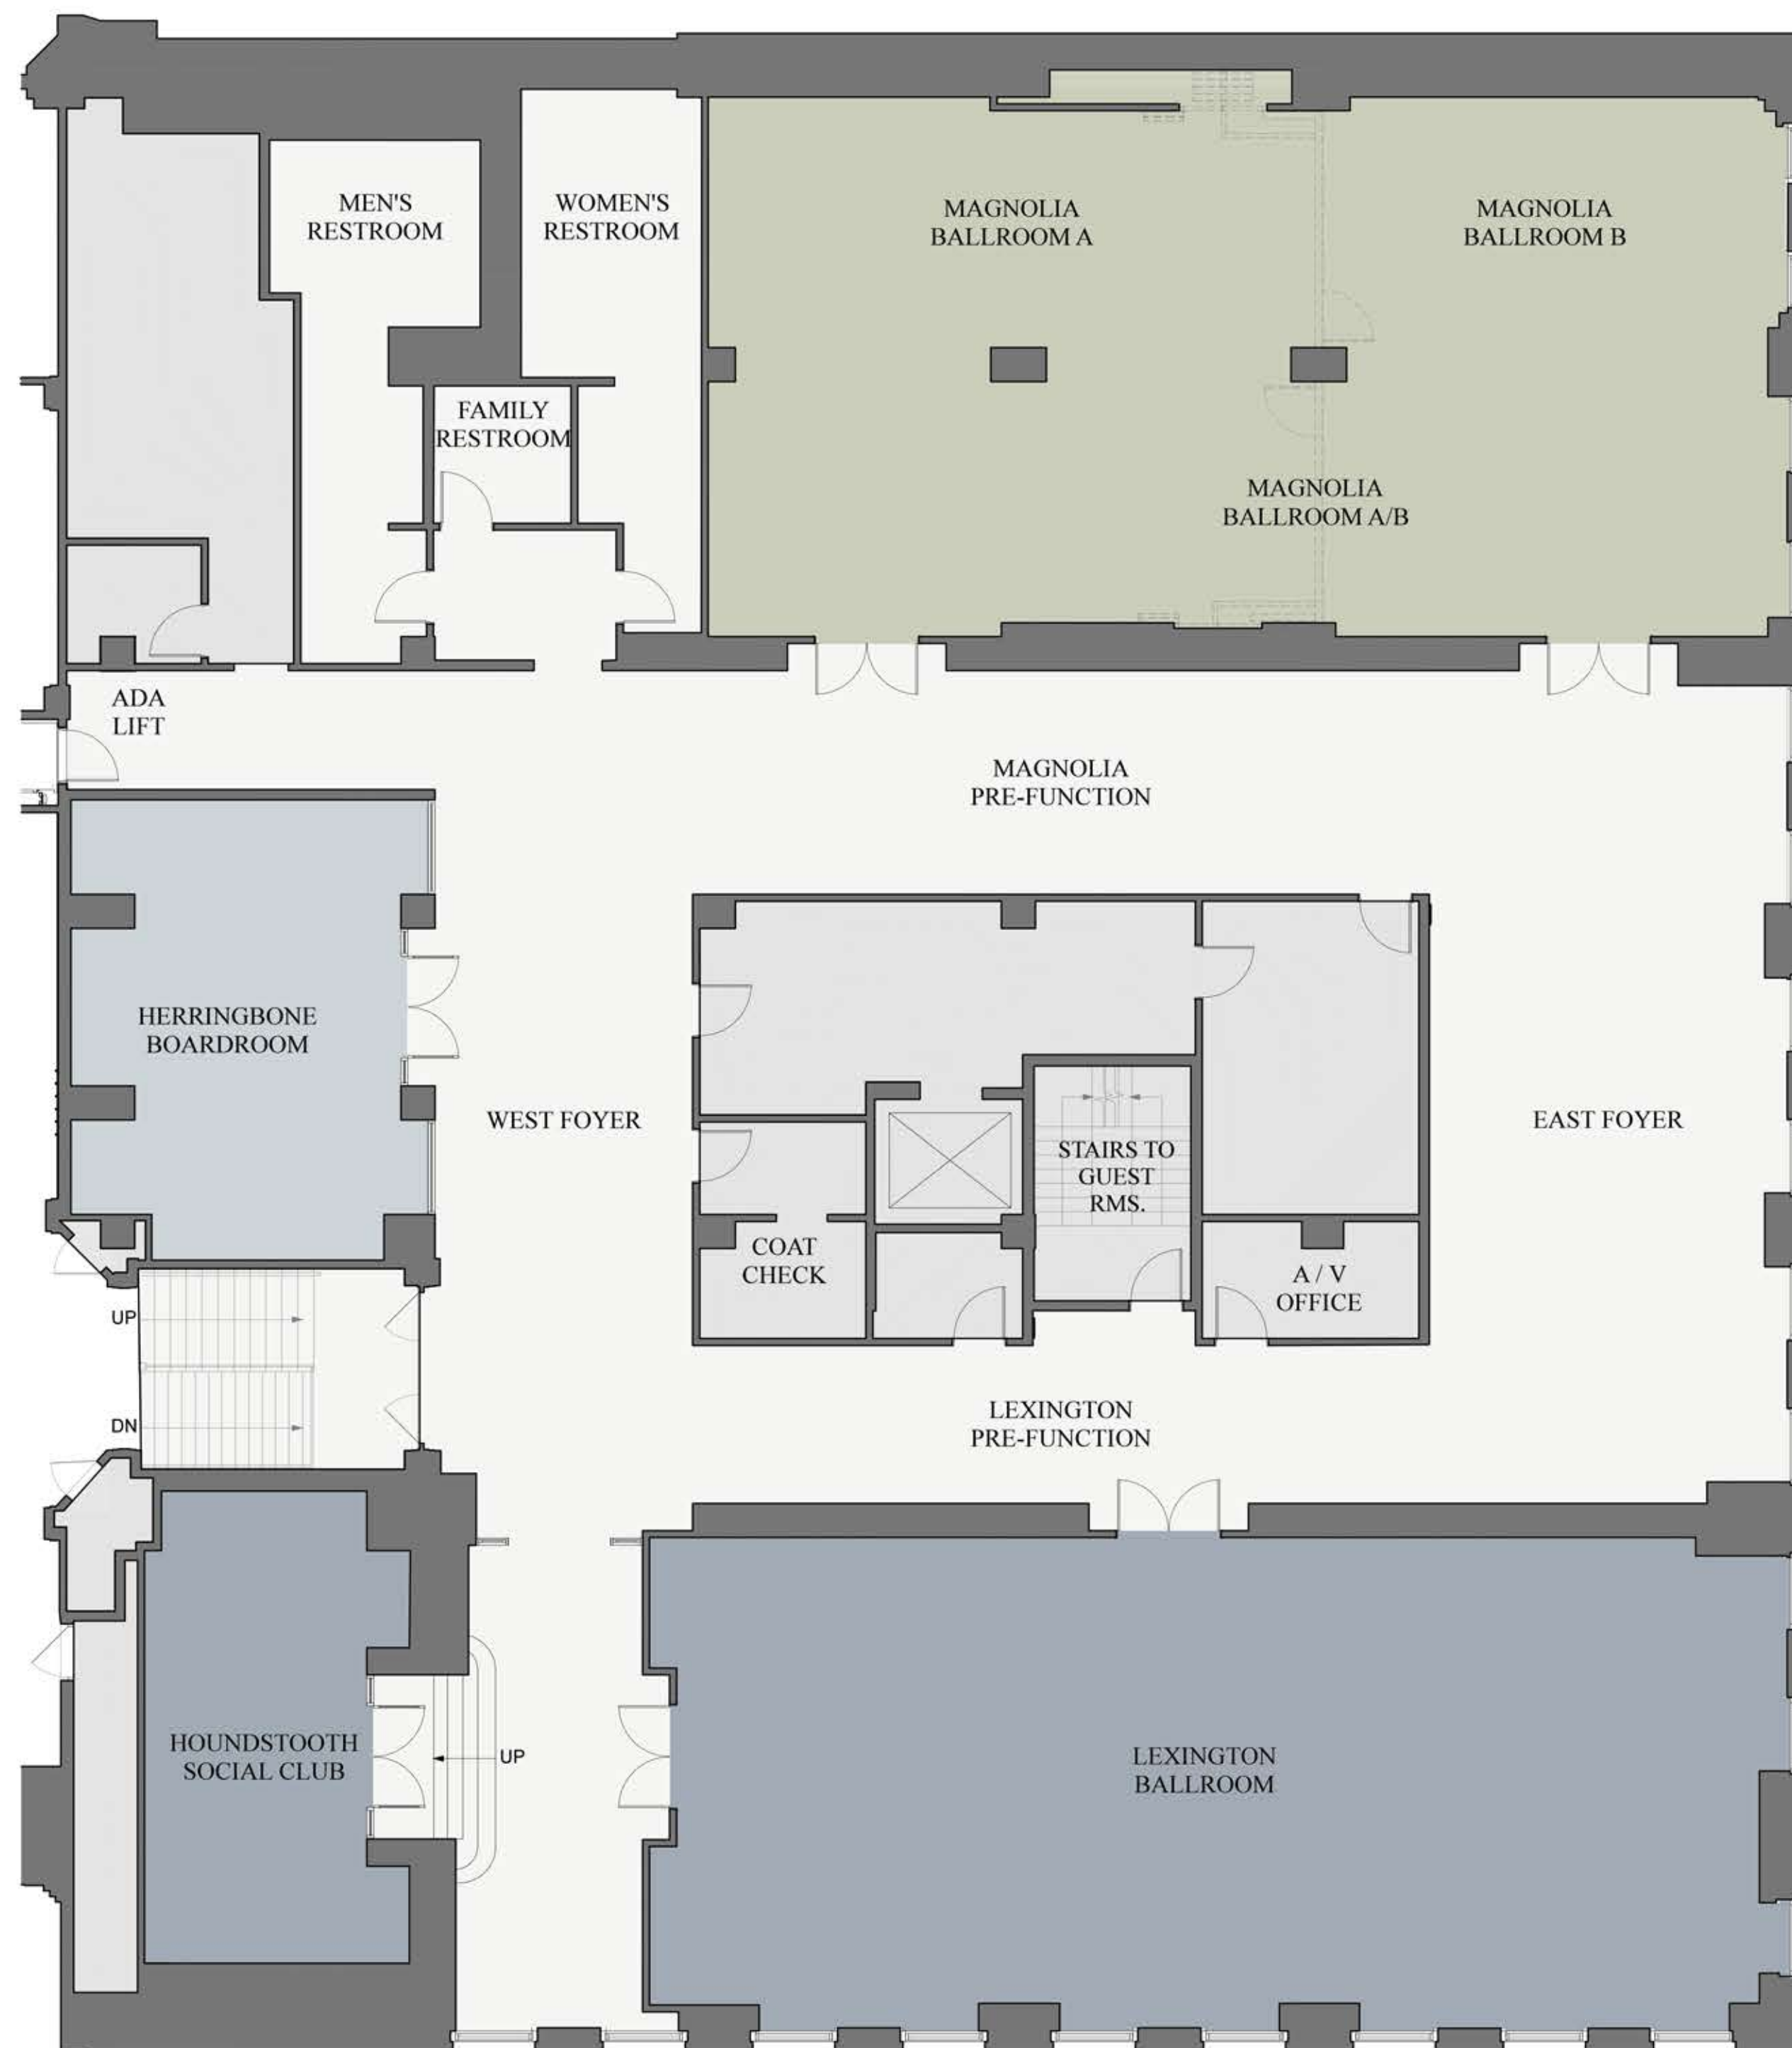 MEN'S
RESTROOM
WOMEN'S
RESTROOM
MAGNOLIA
BALLROOM A
MAGNOLIA
BALLROOM B
FAMILY
RESTROOM
MAGNOLIA
BALLROOM A/B
ADA
LIFT
MAGNOLIA
PRE-FUNCTION
HERRINGBONE
BOARDROOM
WEST FOYER
STAIRS TO
GUEST
RMS.
EAST FOYER
COAT
CHECK
A / V
OFFICE
UP
DN
LEXINGTON
PRE-FUNCTION
HOUNDSTOOTH
SOCIAL CLUB
UP
LEXINGTON
BALLROOM